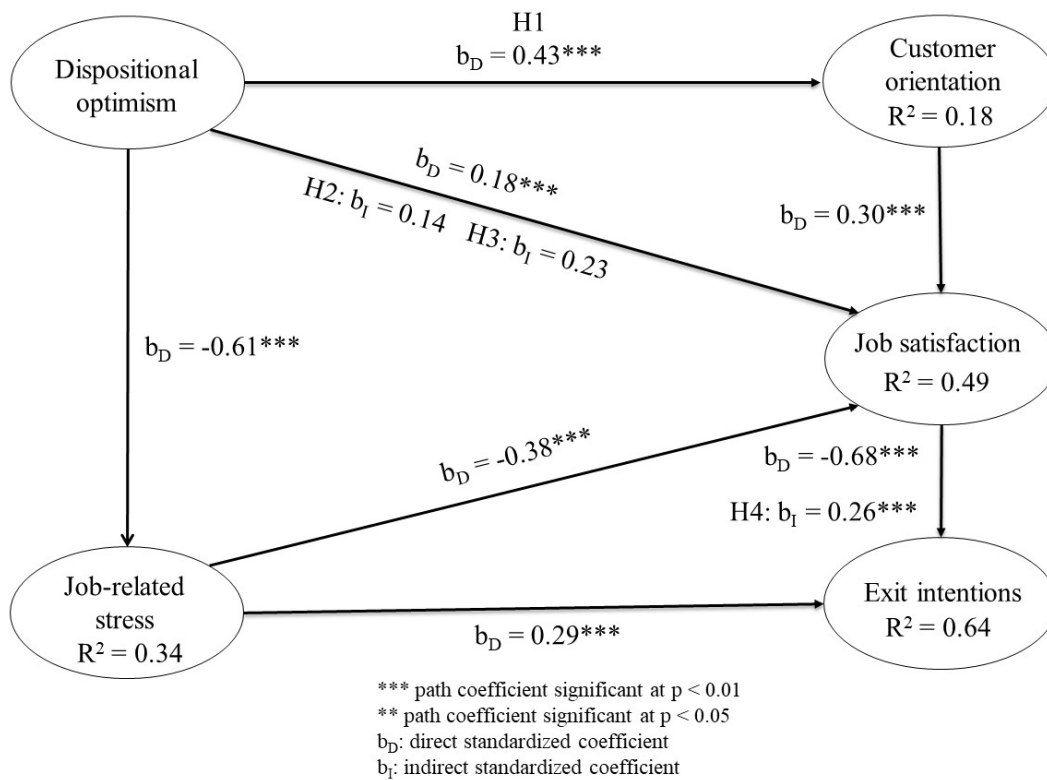 H1
b_D = 0.43***
Dispositional
optimism
Customer
orientation
R² = 0.18
b_D = 0.18***
H2: b_I = 0.14 H3: b_I = 0.23
b_D = 0.30***
b_D = -0.61***
Job satisfaction
R² = 0.49
b_D = -0.38***
b_D = -0.68***
H4: b_I = 0.26***
Job-related
stress
R² = 0.34
b_D = 0.29***
Exit intentions
R² = 0.64
*** path coefficient significant at p < 0.01
** path coefficient significant at p < 0.05
b_D: direct standardized coefficient
b_I: indirect standardized coefficient